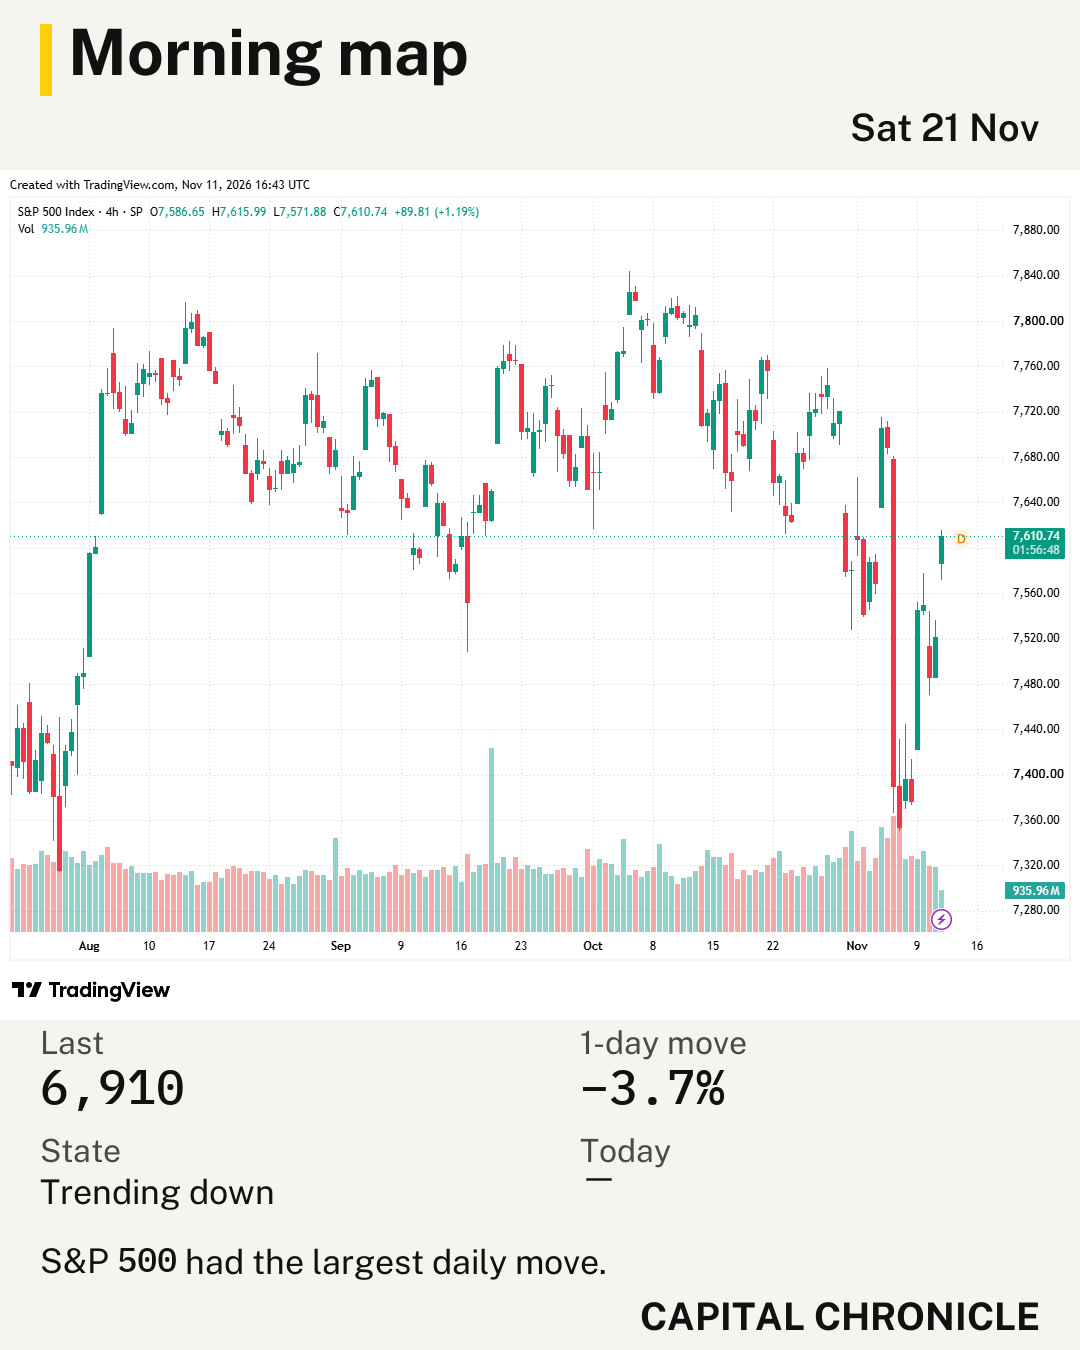 Morning map
Sat 21 Nov
Created with TradingView.com, Nov 11, 2026 16:43 UTC
S&P 500 Index · 4h · SP O7,586.65 H7,615.99 L7,571.88 C7,610.74 +89.81 (+1.19%)
Vol 935.96M
7,880.00
7,840.00
7,800.00
7,760.00
7,720.00
7,680.00
7,640.00
D
7,610.74
01:56:48
7,560.00
7,520.00
7,480.00
7,440.00
7,400.00
7,360.00
7,320.00
935.96M
7,280.00
Aug 10 17 24 Sep 9 16 23 Oct 8 15 22 Nov 9 16
TradingView
Last
6,910
1-day move
−3.7%
State
Trending down
Today
—
S&P 500 had the largest daily move.
CAPITAL CHRONICLE